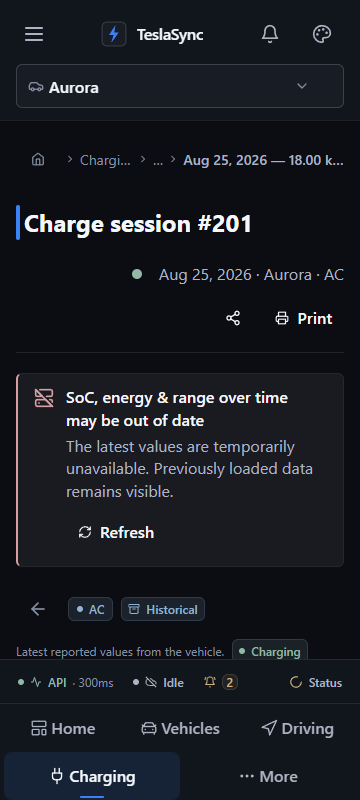 TeslaSync
Aurora
Chargi... > ... > Aug 25, 2026 — 18.00 k...
Charge session #201
Aug 25, 2026 · Aurora · AC
Print
SoC, energy & range over time
may be out of date
The latest values are temporarily
unavailable. Previously loaded data
remains visible.
Refresh
AC Historical
Latest reported values from the vehicle. Charging
API · 300ms Idle 2 Status
Home Vehicles Driving
Charging More